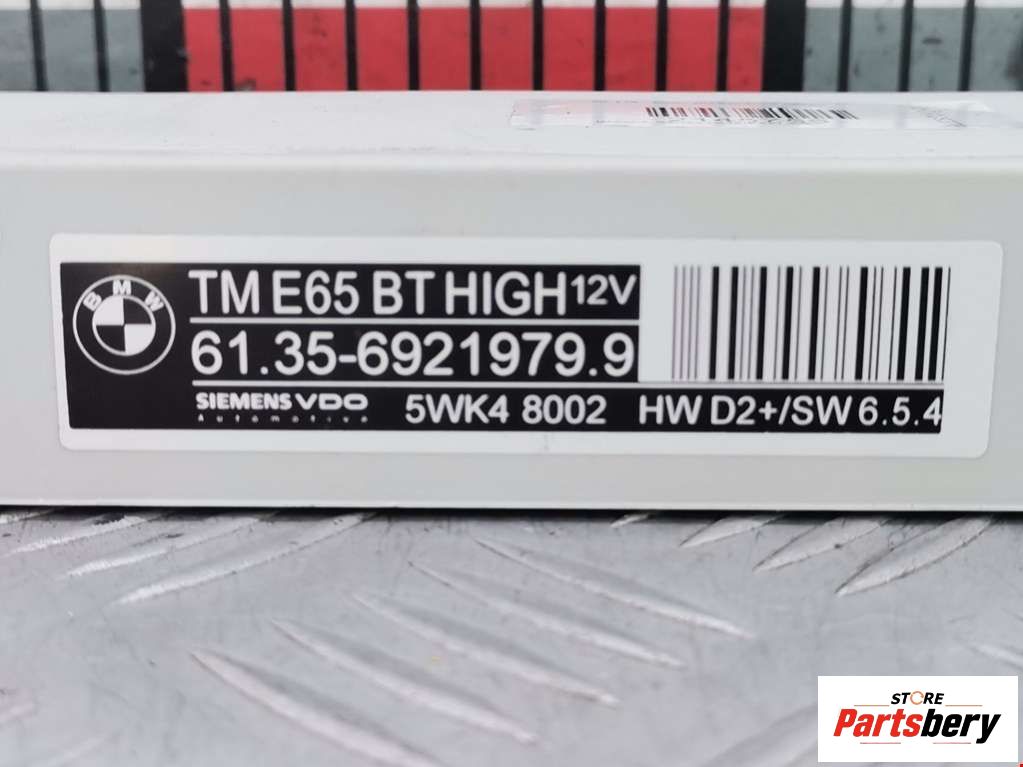 BMW
TM E65 BT HIGH 12V
61.35-6921979.9
SIEMENS VDO
Automotive
5WK4 8002 HW D2+/SW 6.5.4
STORE
Partsbery